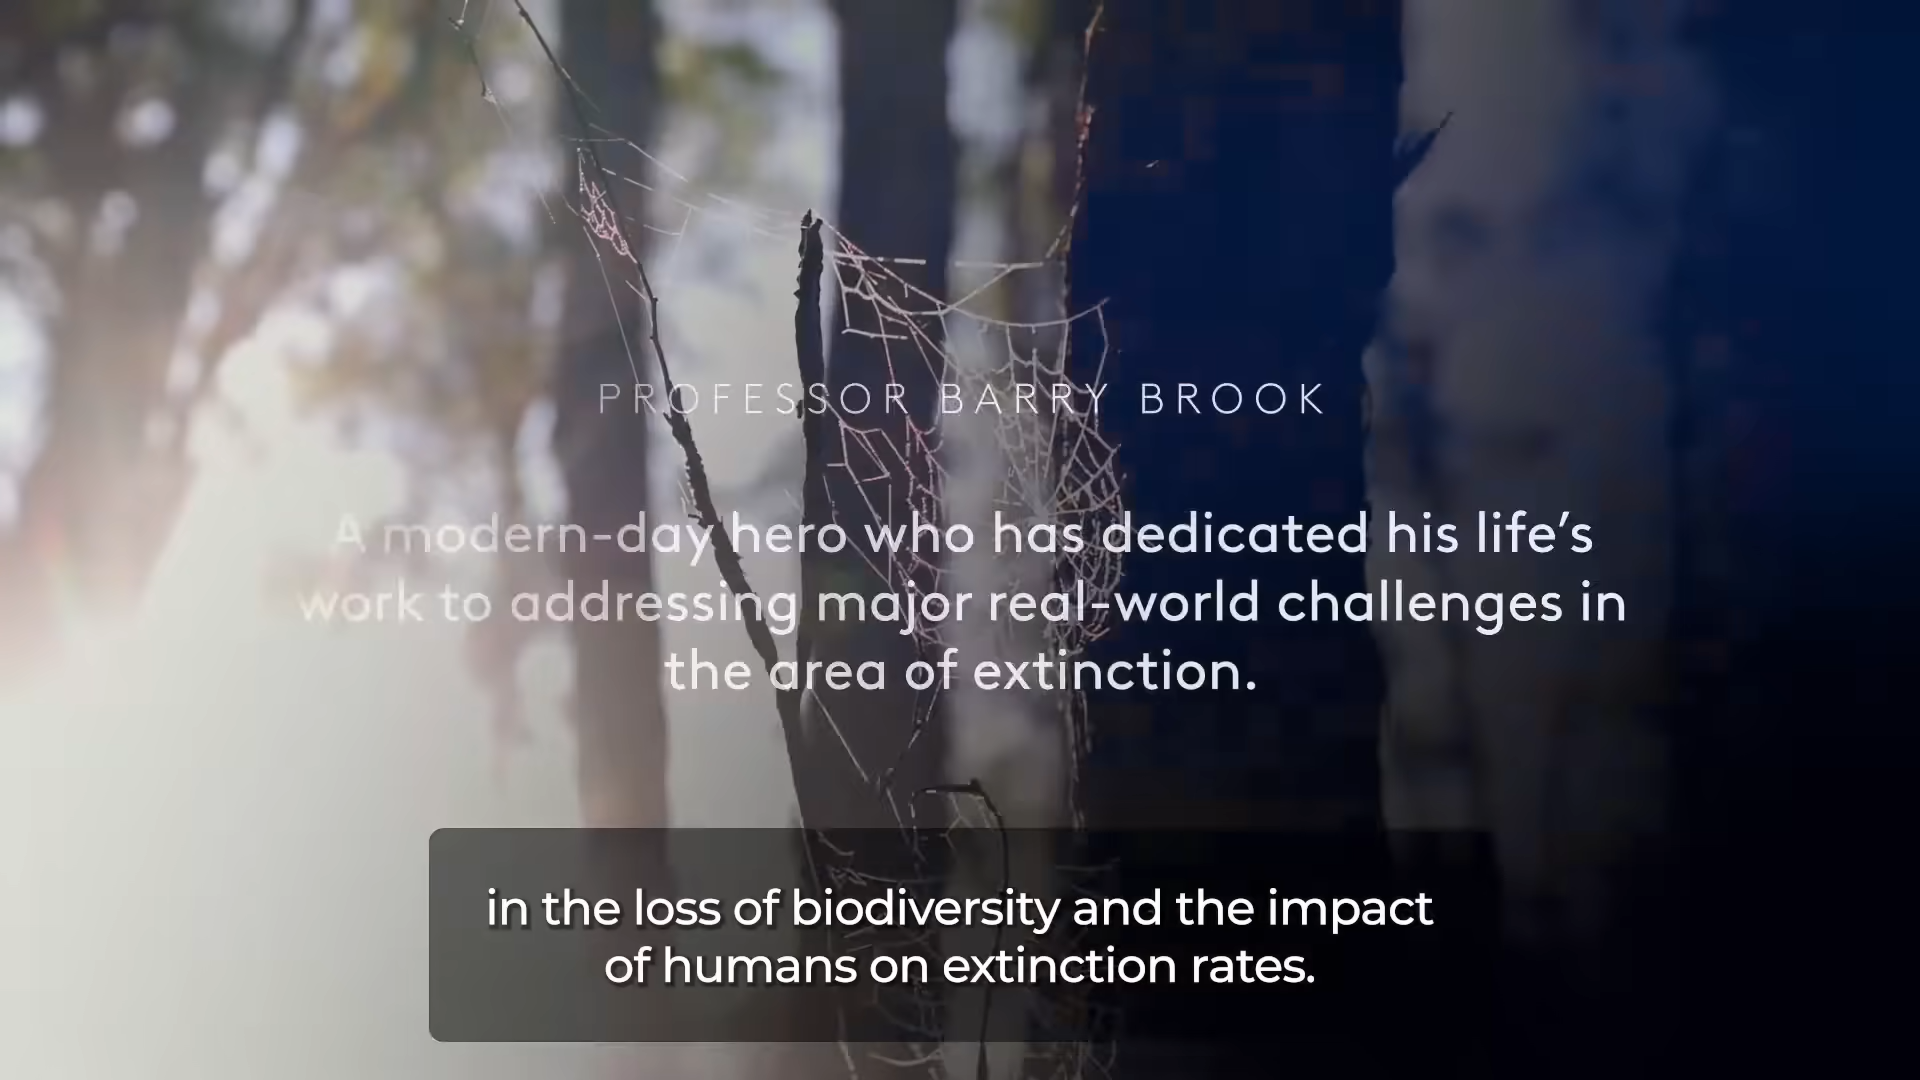 PROFESSOR BARRY BROOK
A modern-day hero who has dedicated his life’s
work to addressing major real-world challenges in
the area of extinction.
in the loss of biodiversity and the impact
of humans on extinction rates.